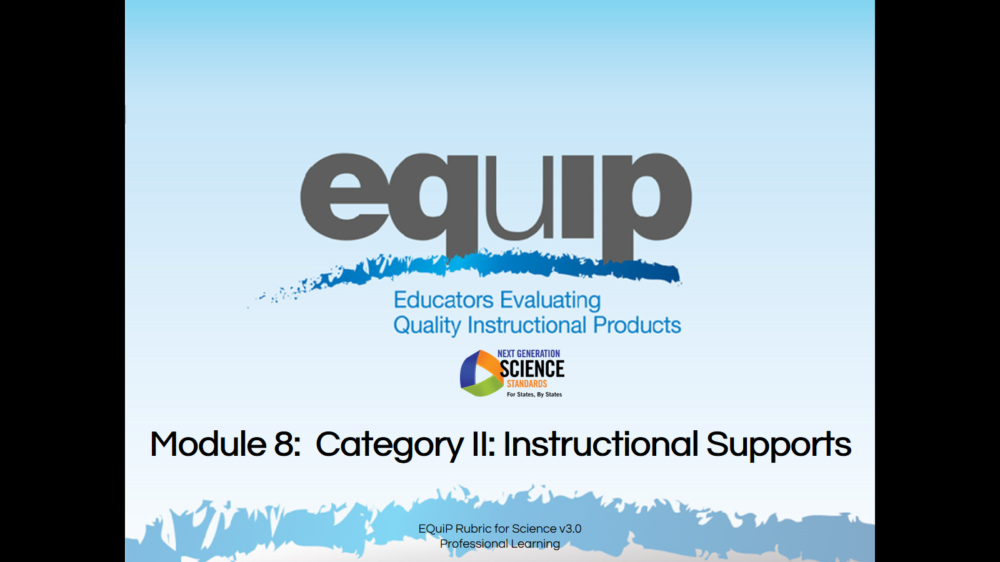 equip
Educators Evaluating
Quality Instructional Products
NEXT GENERATION
SCIENCE
STANDARDS
For States, By States
Module 8:  Category II: Instructional Supports
EQuiP Rubric for Science v3.0
Professional Learning